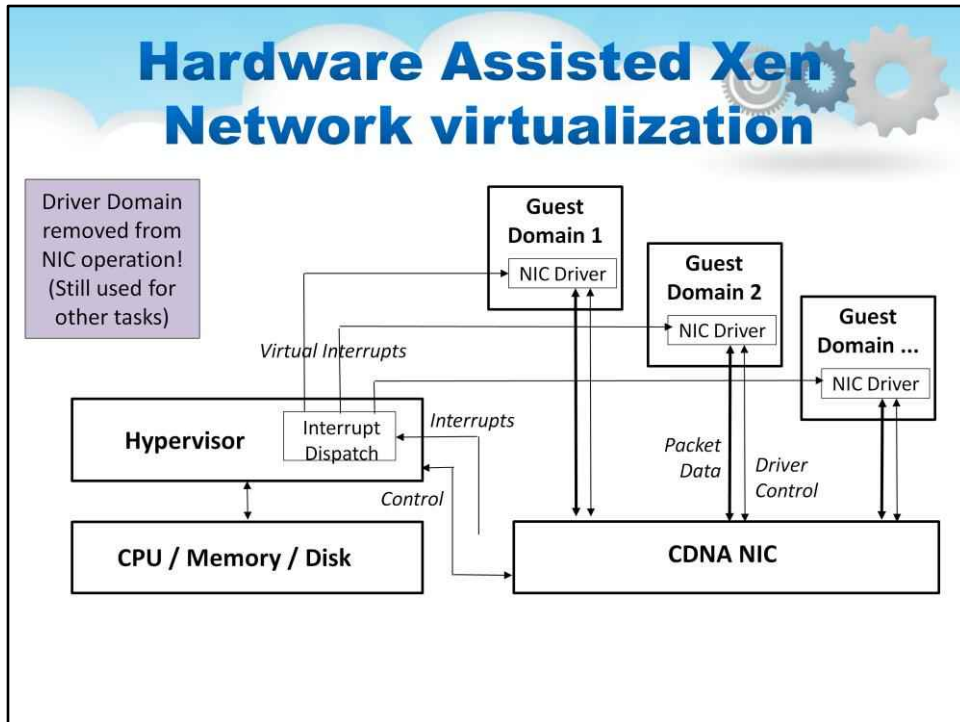 Hardware Assisted Xen
Network virtualization
Driver Domain
removed from
NIC operation!
(Still used for
other tasks)
Guest
Domain 1
NIC Driver
Guest
Domain 2
NIC Driver
Guest
Domain ...
NIC Driver
Virtual Interrupts
Hypervisor
Interrupt
Dispatch
Interrupts
Control
Packet
Data
Driver
Control
CPU / Memory / Disk
CDNA NIC